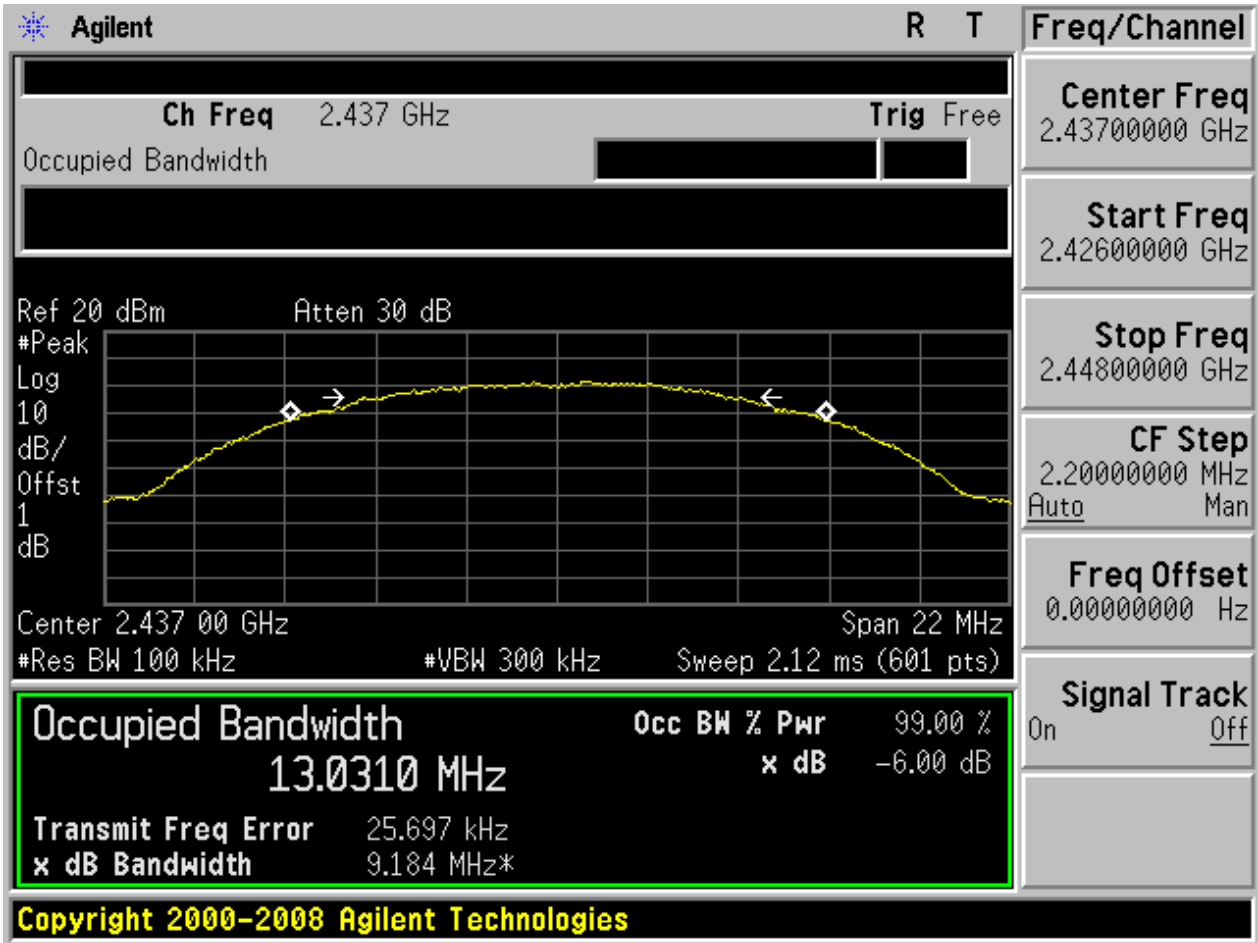 Agilent R T
Ch Freq 2.437 GHz Trig Free
Occupied Bandwidth
Ref 20 dBm Atten 30 dB
#Peak
Log
10
dB/
Offst
1
dB
Center 2.437 00 GHz Span 22 MHz
#Res BW 100 kHz #VBW 300 kHz Sweep 2.12 ms (601 pts)
Occupied Bandwidth
13.0310 MHz
Occ BW % Pwr 99.00 %
x dB -6.00 dB
Transmit Freq Error 25.697 kHz
x dB Bandwidth 9.184 MHz*
Copyright 2000-2008 Agilent Technologies
Freq/Channel
Center Freq
2.43700000 GHz
Start Freq
2.42600000 GHz
Stop Freq
2.44800000 GHz
CF Step
2.20000000 MHz
Auto Man
Freq Offset
0.00000000 Hz
Signal Track
On Off